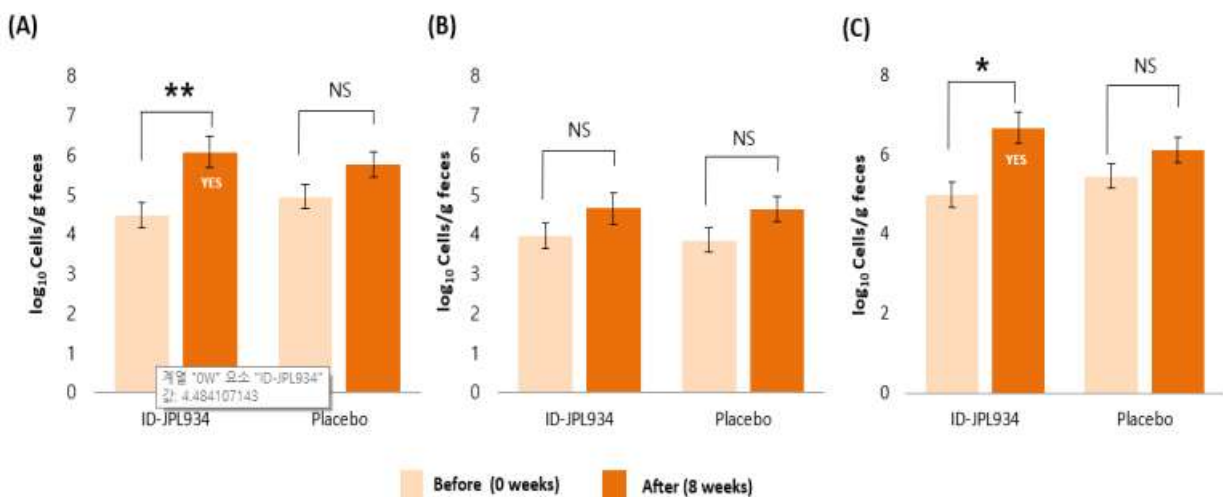 (A)
log10 Cells/g feces
8
7
6
5
4
3
2
1
0
**
NS
YES
계열 "0W" 요소 "ID-JPL934"
값: 4.484107143
ID-JPL934
Placebo
(B)
log10 Cells/g feces
8
7
6
5
4
3
2
1
0
NS
NS
ID-JPL934
Placebo
(C)
log10 Cells/g feces
8
6
4
2
0
*
NS
YES
ID-JPL934
Placebo
Before (0 weeks)
After (8 weeks)